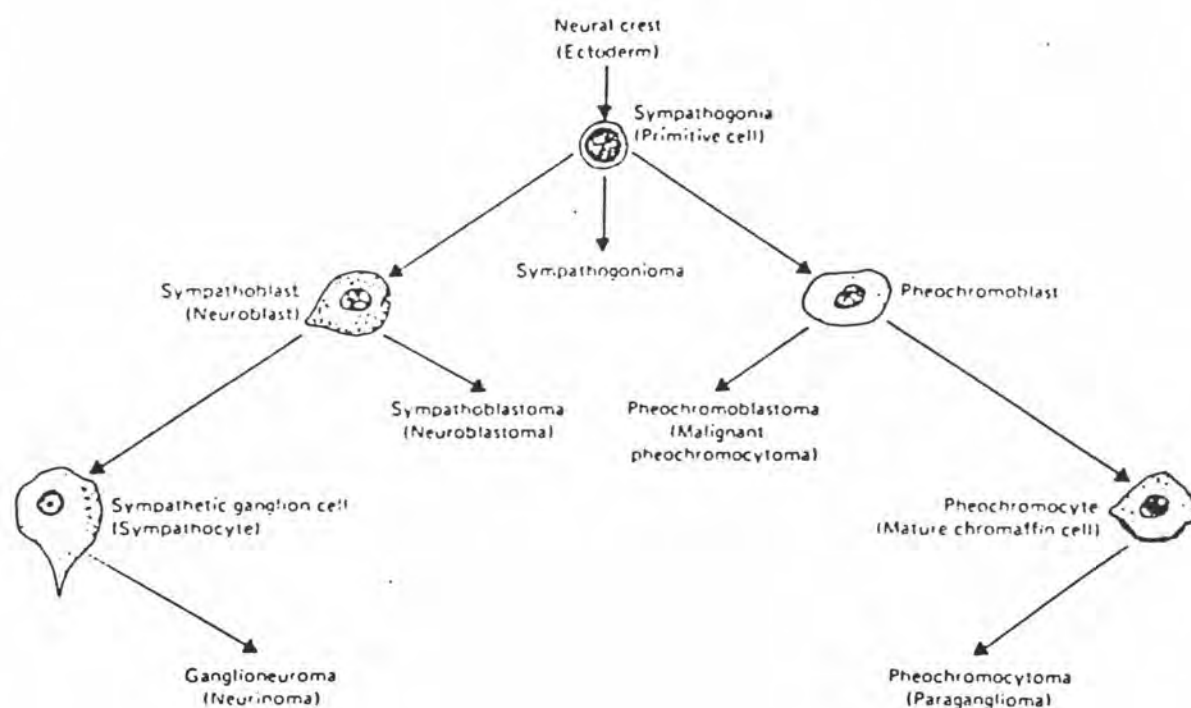 Neural crest
(Ectoderm)
Sympathogonia
(Primitive cell)
Sympathogonioma
Sympathoblast
(Neuroblast)
Pheochromoblast
Sympathoblastoma
(Neuroblastoma)
Pheochromoblastoma
(Malignant
pheochromocytoma)
Sympathetic ganglion cell
(Sympathocyte)
Pheochromocyte
(Mature chromaffin cell)
Ganglioneuroma
(Neurinoma)
Pheochromocytoma
(Paraganglioma)